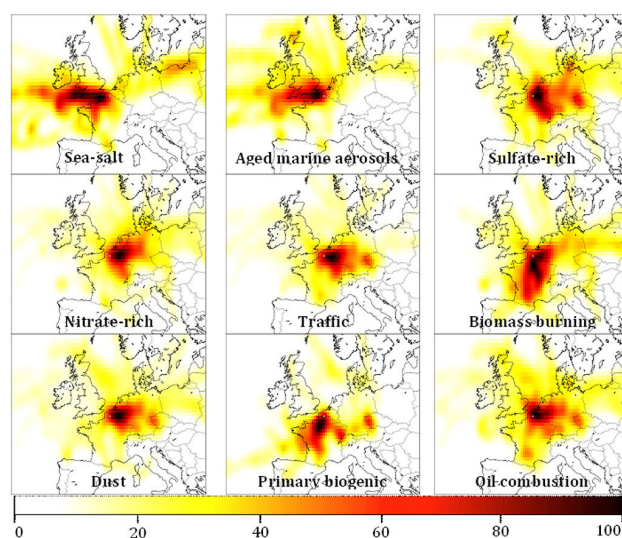 Sea-salt
Aged marine aerosols
Sulfate-rich
Nitrate-rich
Traffic
Biomass burning
Dust
Primary biogenic
Oil combustion
0 20 40 60 80 100